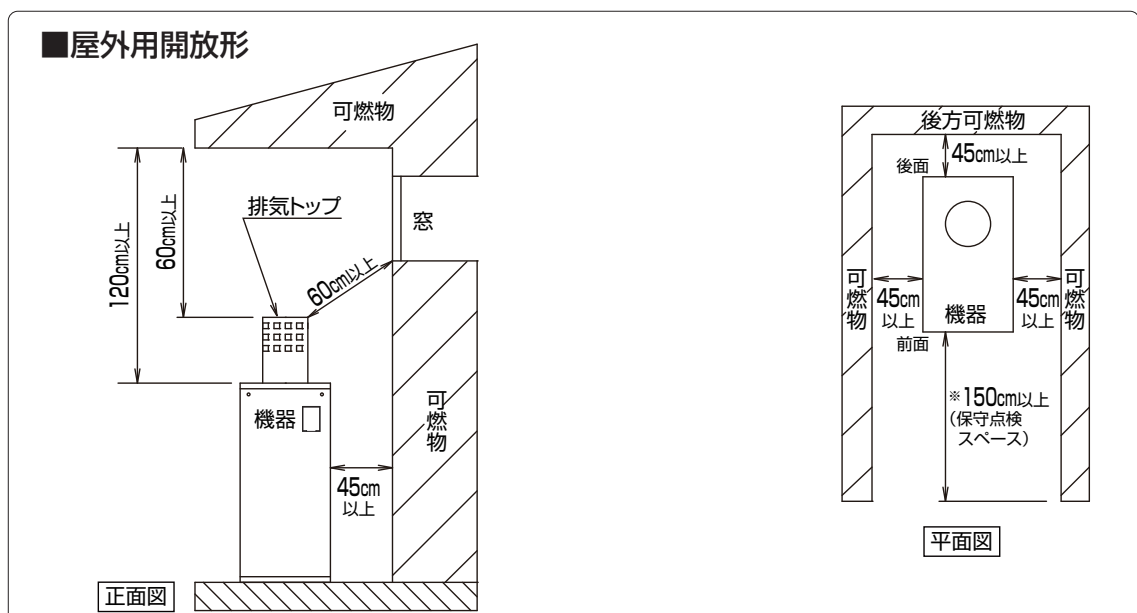 ■屋外用開放形
可燃物
排気トップ
窓
120cm以上
60cm以上
60cm以上
機器
可燃物
45cm
以上
正面図
後方可燃物
45cm以上
後面
可燃物
45cm
以上
機器
45cm
以上
可燃物
前面
※150cm以上
(保守点検
スペース)
平面図